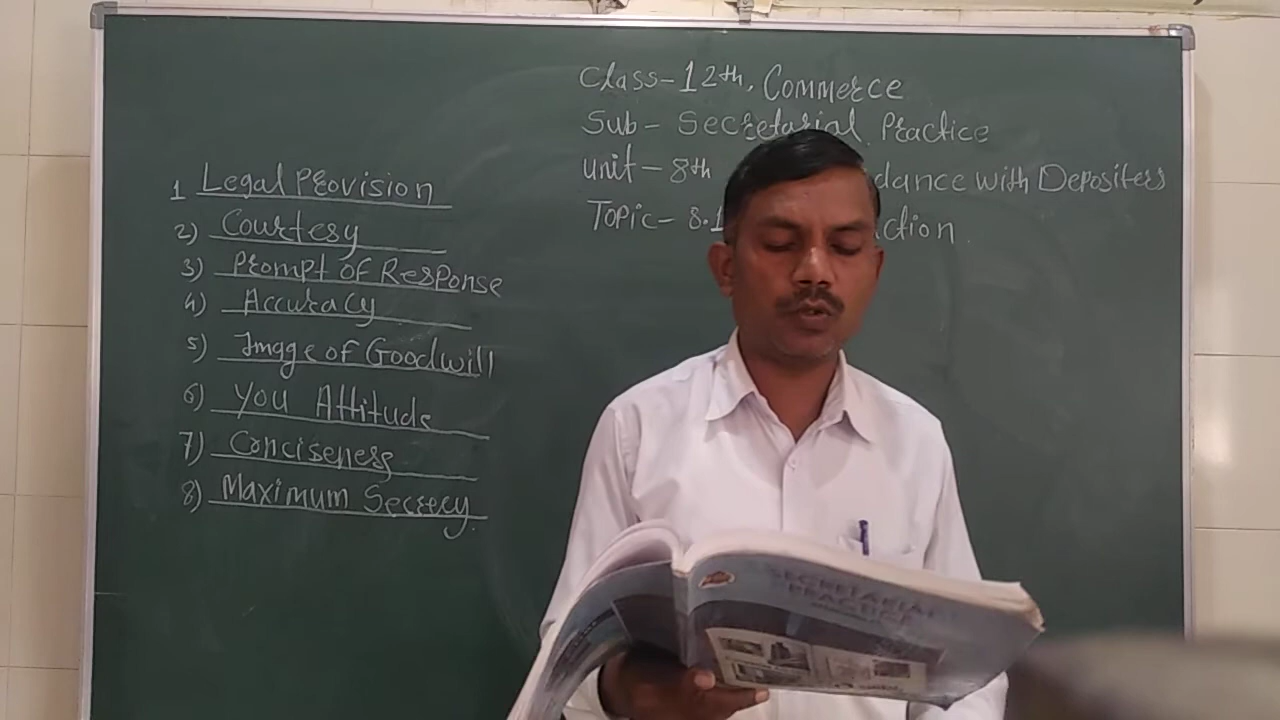 Class- 12th, Commerce
Sub- Secretarial Practice
Unit- 8th dance with Depositers
Topic- 8.1 ction.
1 Legal Provision
2) Courtesy
3) Prompt of Response
4) Accuracy
5) Image of Goodwill
6) You Attitude
7) Conciseness
8) Maximum Secrecy.
SECRETARIAL
PRACTICE